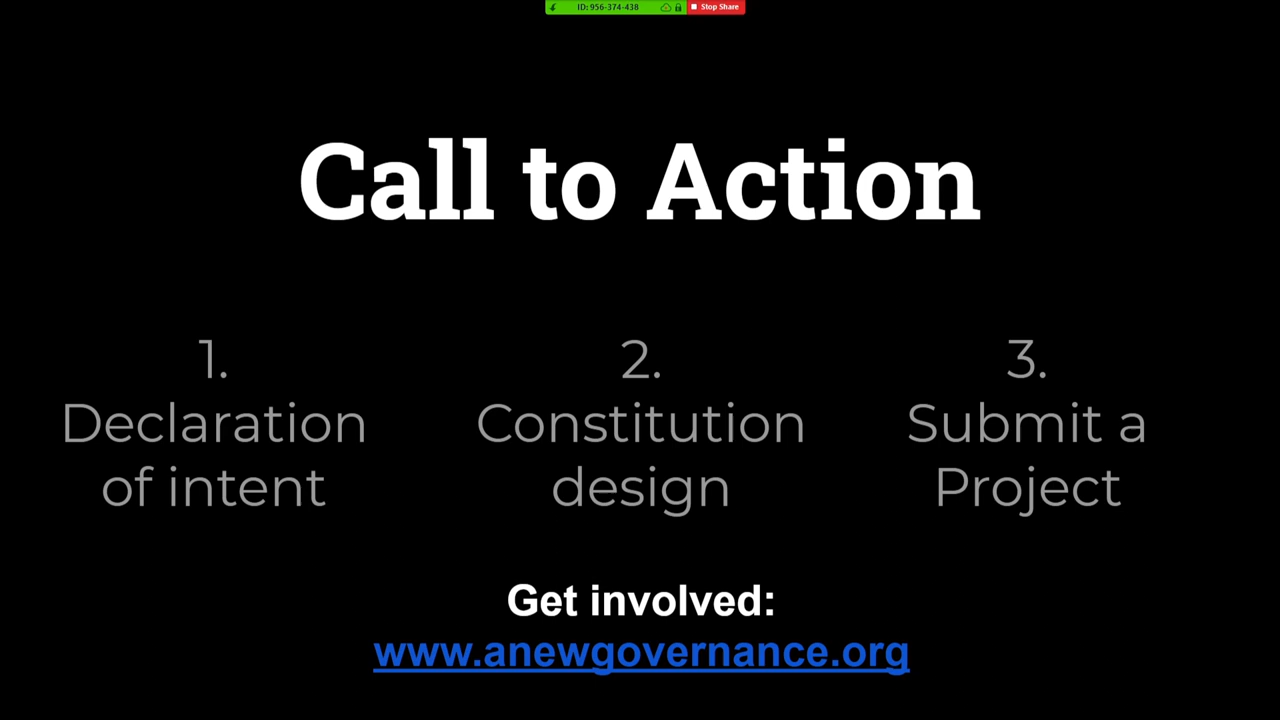 ID: 956-374-438 Stop Share
Call to Action
1.
Declaration
of intent
2.
Constitution
design
3.
Submit a
Project
Get involved:
www.anewgovernance.org